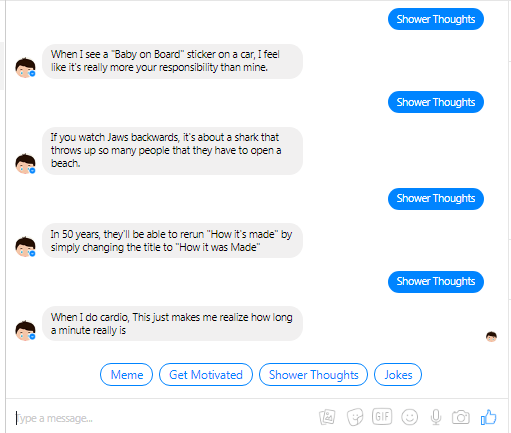 Shower Thoughts
When I see a "Baby on Board" sticker on a car, I feel
like it's really more your responsibility than mine.
Shower Thoughts
If you watch Jaws backwards, it's about a shark that
throws up so many people that they have to open a
beach.
Shower Thoughts
In 50 years, they'll be able to rerun "How it's made" by
simply changing the title to "How it was Made"
Shower Thoughts
When I do cardio, This just makes me realize how long
a minute really is
Meme
Get Motivated
Shower Thoughts
Jokes
Type a message...
GIF